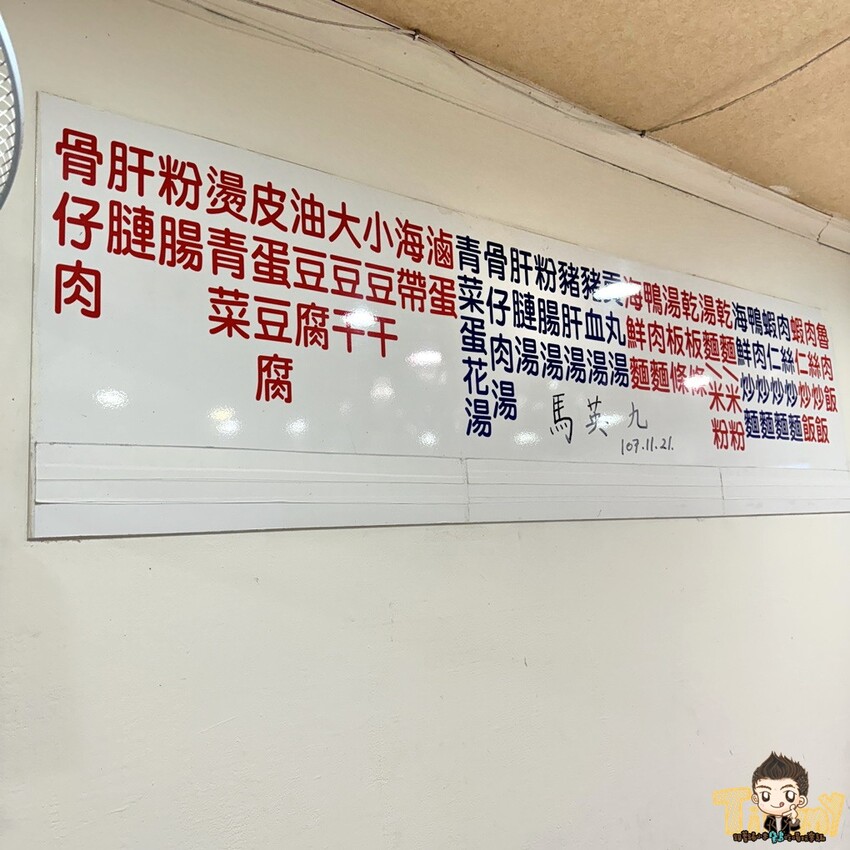 魯肉飯
肉絲炒飯
蝦仁炒飯
肉絲炒麵
蝦仁炒麵
鴨肉炒麵
海鮮炒麵
乾麵/米粉
湯麵/米粉
乾板條
湯板條
鴨肉麵
海鮮麵
貢丸湯
豬血湯
豬肝湯
粉腸湯
肝湯
骨仔肉湯
青菜蛋花湯
滷蛋
海帶
小豆干
大豆干
油豆腐
皮蛋豆腐
燙青菜
粉腸
肝
骨仔肉
馬英九
107.11.21.